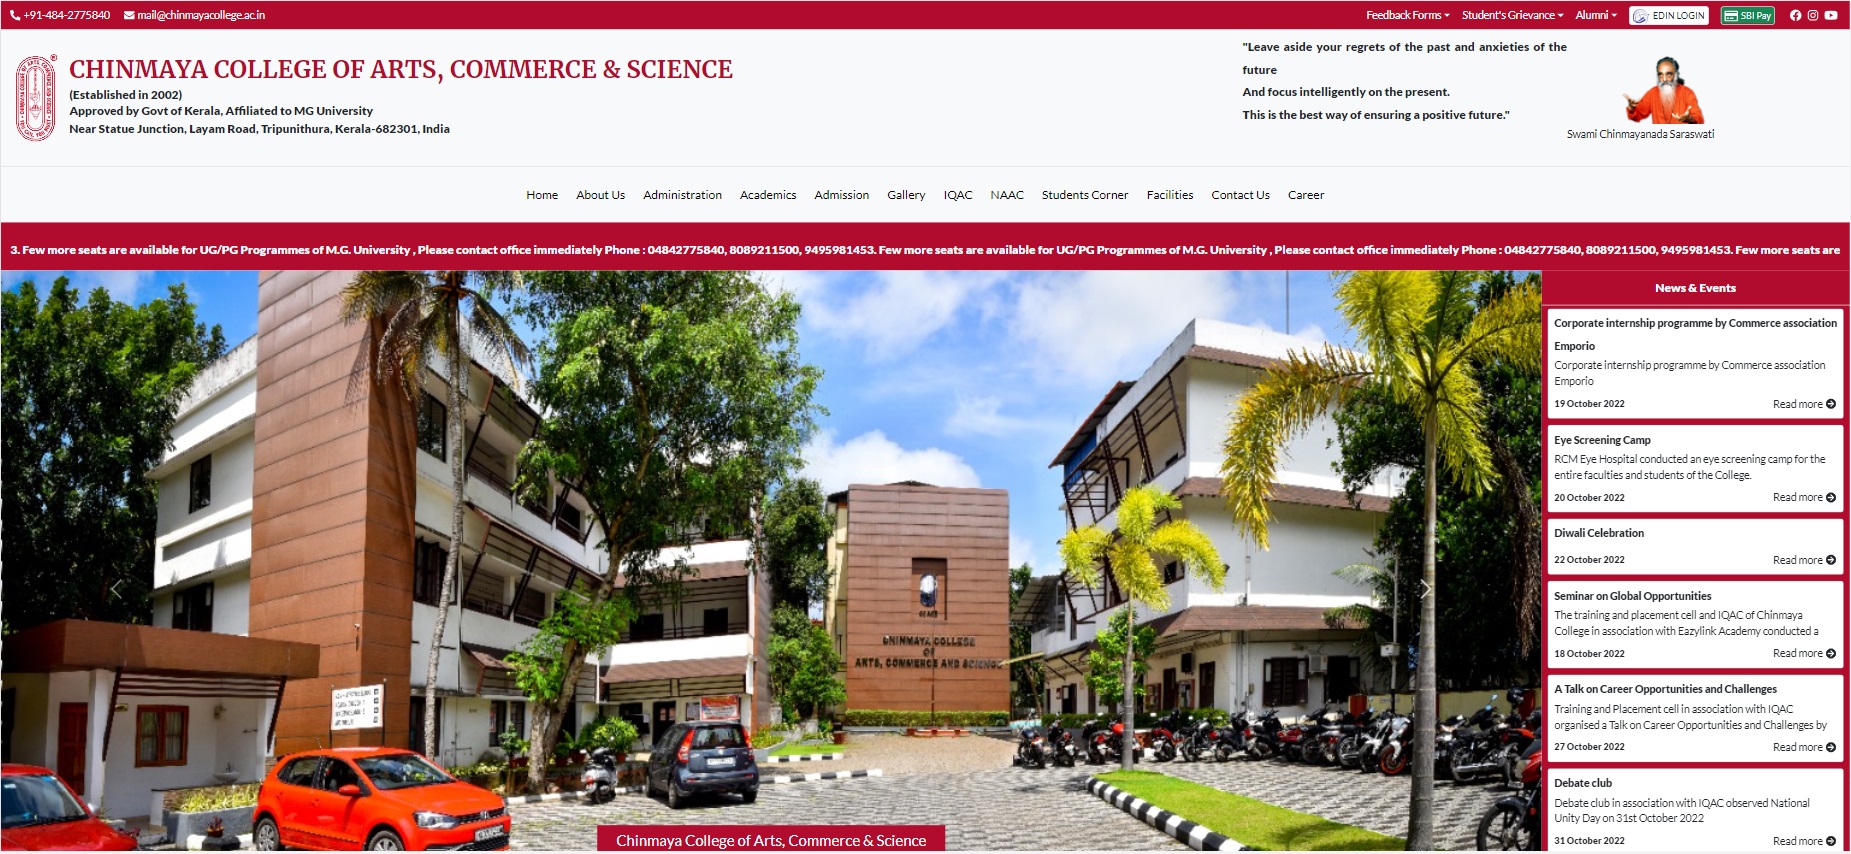 +91-484-2775840 mail@chinmayacollege.ac.in Feedback Forms Student's Grievance Alumni EDIN LOGIN SBI Pay
CHINMAYA COLLEGE OF ARTS, COMMERCE & SCIENCE
(Established in 2002)
Approved by Govt of Kerala, Affiliated to MG University
Near Statue Junction, Layam Road, Tripunithura, Kerala-682301, India
"Leave aside your regrets of the past and anxieties of the
future
And focus intelligently on the present.
This is the best way of ensuring a positive future."
Swami Chinmayanada Saraswati
Home About Us Administration Academics Admission Gallery IQAC NAAC Students Corner Facilities Contact Us Career
3. Few more seats are available for UG/PG Programmes of M.G. University , Please contact office immediately Phone : 04842775840, 8089211500, 9495981453. Few more seats are available for UG/PG Programmes of M.G. University , Please contact office immediately Phone : 04842775840, 8089211500, 9495981453. Few more seats are
CHINMAYA COLLEGE
OF
ARTS, COMMERCE AND SCIENCE
Chinmaya College of Arts, Commerce & Science
News & Events
Corporate internship programme by Commerce association
Emporio
Corporate internship programme by Commerce association
Emporio
19 October 2022 Read more
Eye Screening Camp
RCM Eye Hospital conducted an eye screening camp for the
entire faculties and students of the College.
20 October 2022 Read more
Diwali Celebration
22 October 2022 Read more
Seminar on Global Opportunities
The training and placement cell and IQAC of Chinmaya
College in association with Eazylink Academy conducted a
18 October 2022 Read more
A Talk on Career Opportunities and Challenges
Training and Placement cell in association with IQAC
organised a Talk on Career Opportunities and Challenges by
27 October 2022 Read more
Debate club
Debate club in association with IQAC observed National
Unity Day on 31st October 2022
31 October 2022 Read more